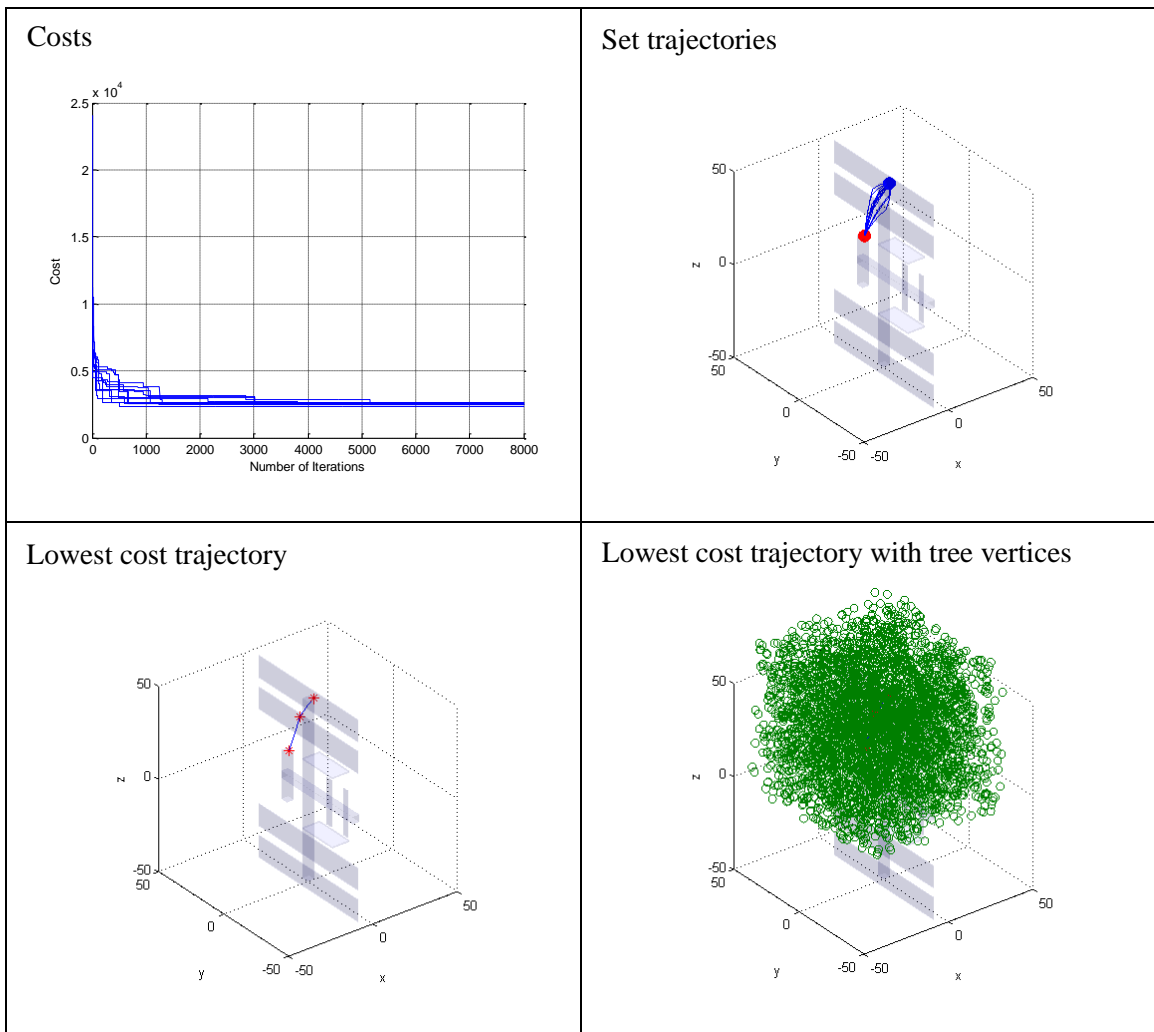 Costs
x 10^4
2.5
2
1.5
1
0.5
0
0 1000 2000 3000 4000 5000 6000 7000 8000
Number of Iterations
Cost
Set trajectories
50
0
-50
z
50
0
-50
y
-50
0
50
x
Lowest cost trajectory
50
0
-50
z
50
0
-50
y
-50
0
50
x
Lowest cost trajectory with tree vertices
50
0
-50
z
50
0
-50
y
-50
0
50
x